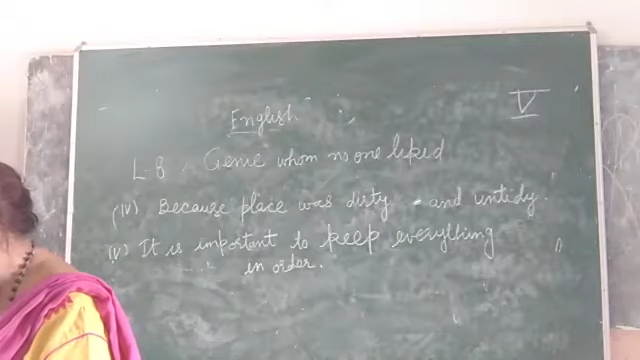 English
V
L-8. Genie whom no one liked
(iv) Because place was dirty and untidy.
(v) It is important to keep everything
in order.